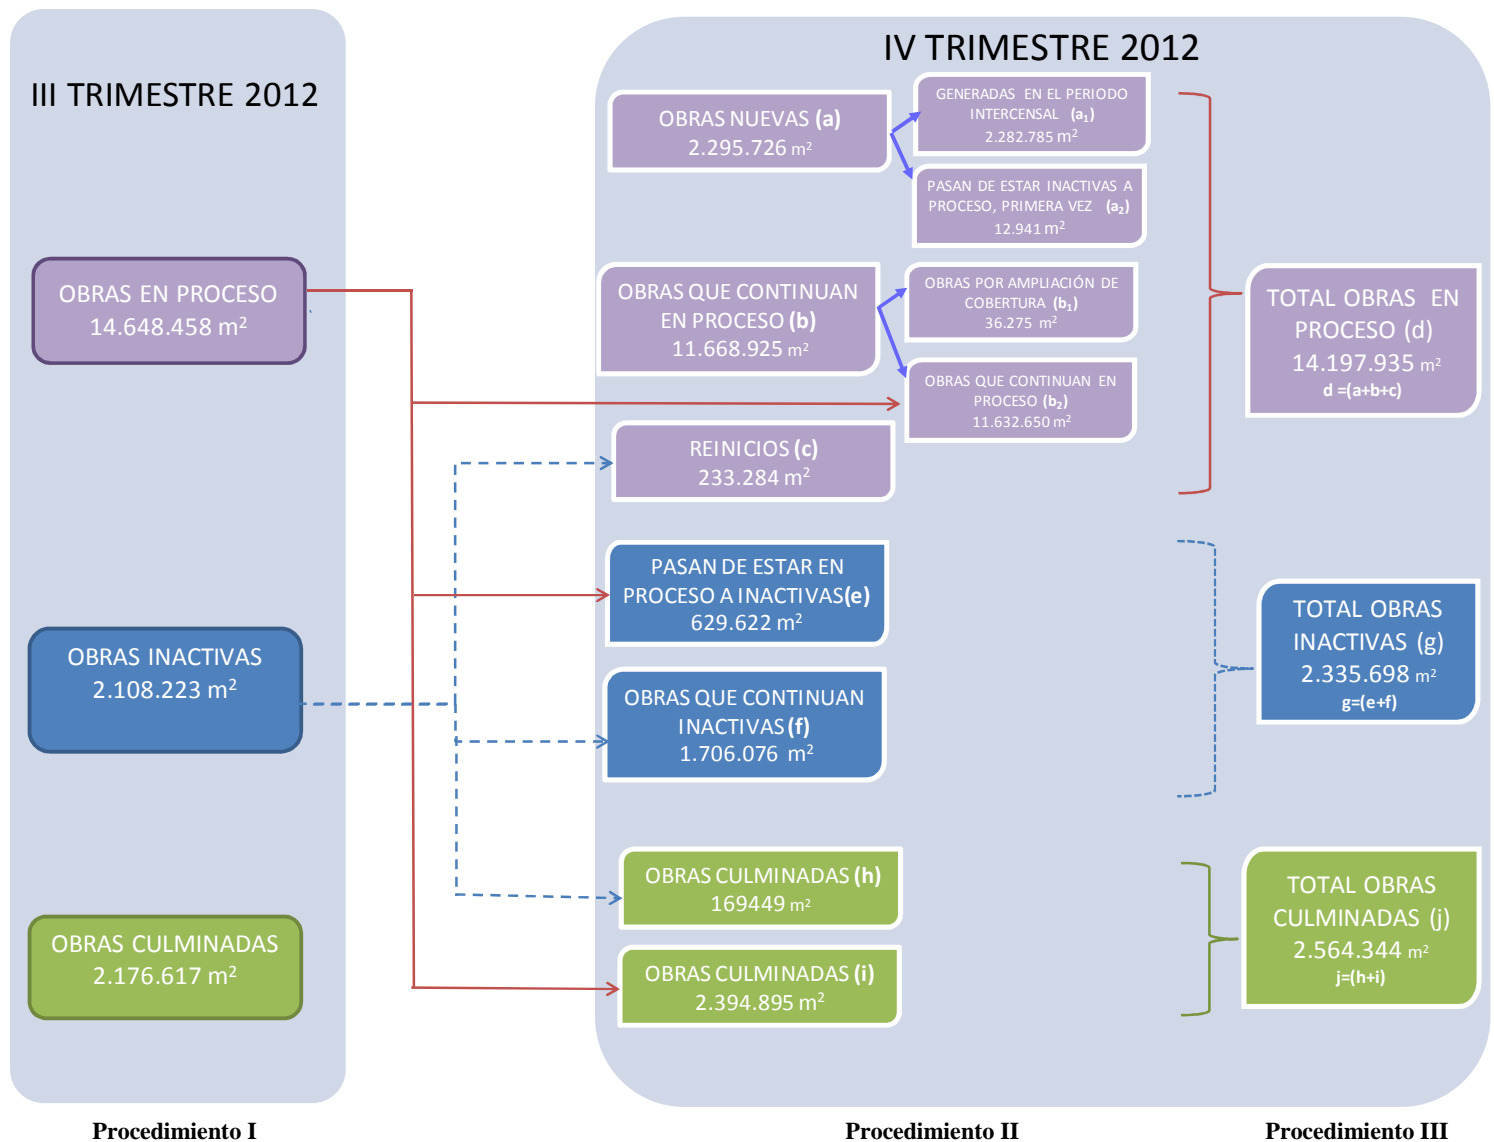 III TRIMESTRE 2012
OBRAS EN PROCESO
14.648.458 m²
OBRAS INACTIVAS
2.108.223 m²
OBRAS CULMINADAS
2.176.617 m²
IV TRIMESTRE 2012
OBRAS NUEVAS (a)
2.295.726 m²
GENERADAS EN EL PERIODO
INTERCENSAL (a₁)
2.282.785 m²
PASAN DE ESTAR INACTIVAS A
PROCESO, PRIMERA VEZ (a₂)
12.941 m²
OBRAS QUE CONTINUAN
EN PROCESO (b)
11.668.925 m²
OBRAS POR AMPLIACIÓN DE
COBERTURA (b₁)
36.275 m²
OBRAS QUE CONTINUAN EN
PROCESO (b₂)
11.632.650 m²
REINICIOS (c)
233.284 m²
TOTAL OBRAS EN
PROCESO (d)
14.197.935 m²
d =(a+b+c)
PASAN DE ESTAR EN
PROCESO A INACTIVAS(e)
629.622 m²
OBRAS QUE CONTINUAN
INACTIVAS (f)
1.706.076 m²
TOTAL OBRAS
INACTIVAS (g)
2.335.698 m²
g=(e+f)
OBRAS CULMINADAS (h)
169449 m²
OBRAS CULMINADAS (i)
2.394.895 m²
TOTAL OBRAS
CULMINADAS (j)
2.564.344 m²
j=(h+i)
Procedimiento I
Procedimiento II
Procedimiento III